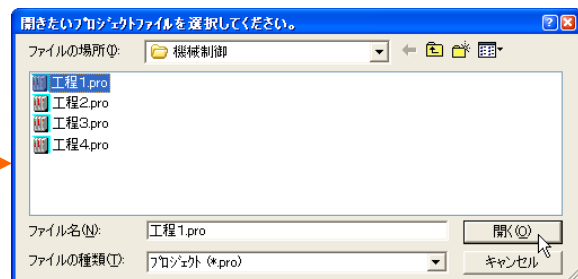 開きたいプロジェクトファイルを選択してください。
ファイルの場所(I):
機械制御
工程1.pro
工程2.pro
工程3.pro
工程4.pro
ファイル名(N): 工程1.pro 開く(O)
ファイルの種類(T): プロジェクト (*.pro) キャンセル